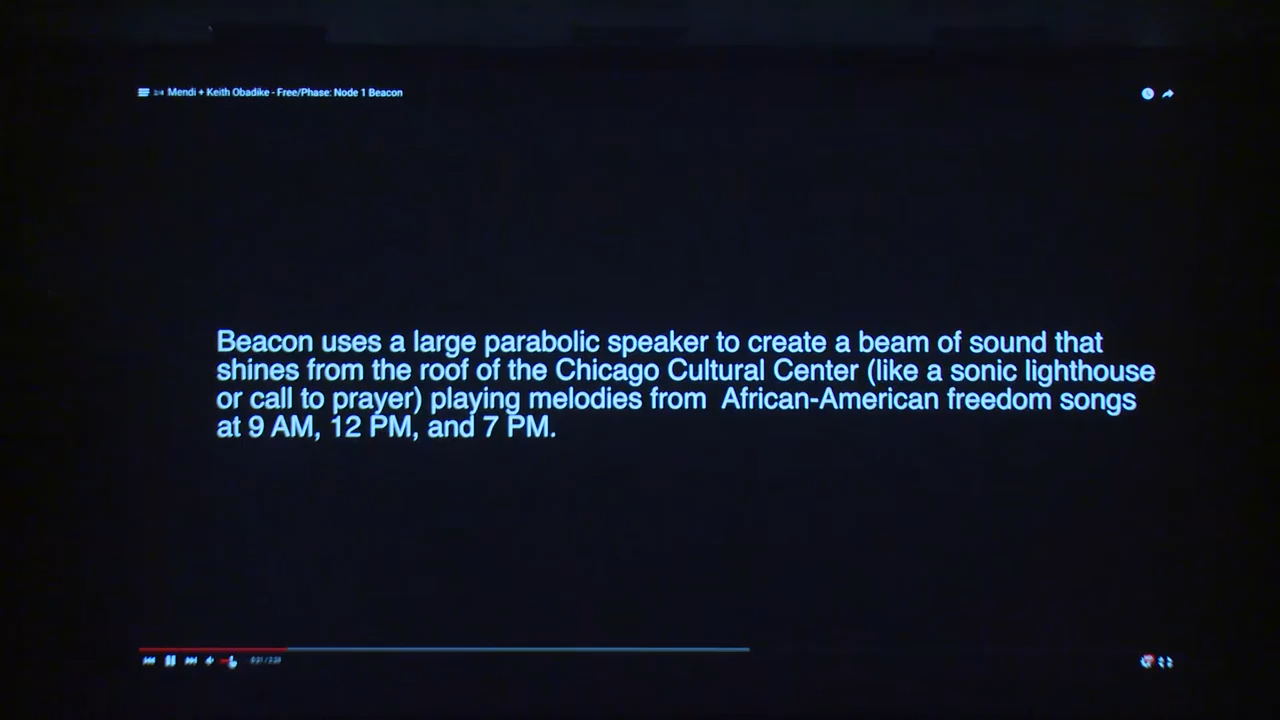 2/4 Mendi + Keith Obadike - Free/Phase: Node 1 Beacon
Beacon uses a large parabolic speaker to create a beam of sound that
shines from the roof of the Chicago Cultural Center (like a sonic lighthouse
or call to prayer) playing melodies from African-American freedom songs
at 9 AM, 12 PM, and 7 PM.